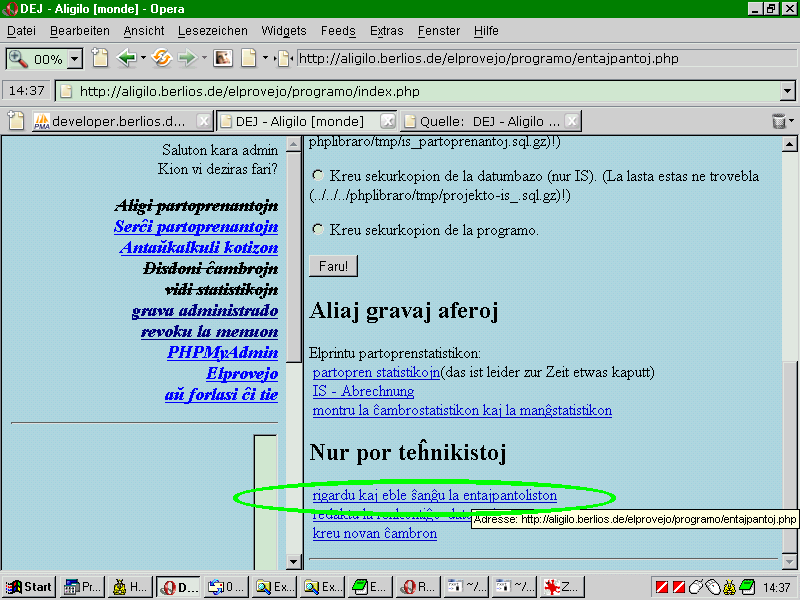 DEJ - Aligilo [monde] - Opera
Datei Bearbeiten Ansicht Lesezeichen Widgets Feeds Extras Fenster Hilfe
00% http://aligilo.berlios.de/elprovejo/programo/entajpantoj.php
14:37 http://aligilo.berlios.de/elprovejo/programo/index.php
PMA developer.berlios.d... DEJ - Aligilo [monde] Quelle: DEJ - Aligilo ...
Saluton kara admin
Kion vi deziras fari?
Aligi partoprenantojn
Serĉi partoprenantojn
Antaŭkalkuli kotizon
Disdoni ĉambrojn
vidi statistikojn
grava administrado
revoku la menuon
PHPMyAdmin
Elprovejo
aŭ forlasi ĉi tie
phplibraro/tmp/is_partoprenantoj.sql.gz)!)
Kreu sekurkopion de la datumbazo (nur IS). (La lasta estas ne trovebla
(../../../phplibraro/tmp/projekto-is_.sql.gz)!)
Kreu sekurkopion de la programo.
Faru!
Aliaj gravaj aferoj
Elprintu partoprenstatistikon:
partopren statistikojn(das ist leider zur Zeit etwas kaputt)
IS - Abrechnung
montru la ĉambrostatistikon kaj la manĝstatistikon
Nur por teĥnikistoj
rigardu kaj eble ŝanĝu la entajpantoliston
redaktu la
Adresse: http://aligilo.berlios.de/elprovejo/programo/entajpantoj.php
kreu novan ĉambron
Start Pr... H... D... O... Ex... Ex... E... R... ~/... ~/... Z... 14:37